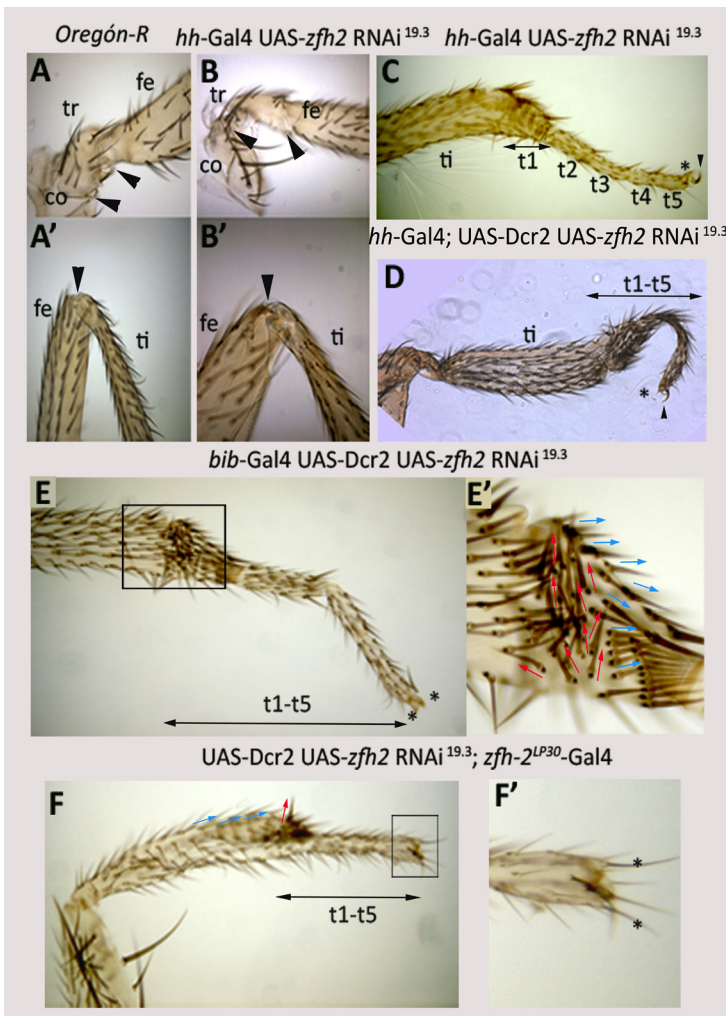 Oregón-R hh-Gal4 UAS-zfh2 RNAi 19.3 hh-Gal4 UAS-zfh2 RNAi 19.3
A
tr
fe
co
B
tr
fe
co
C
ti
t1
t2
t3
t4
t5
*
A'
fe
ti
B'
fe
ti
hh-Gal4; UAS-Dcr2 UAS-zfh2 RNAi 19.3
D
t1-t5
ti
*
bib-Gal4 UAS-Dcr2 UAS-zfh2 RNAi 19.3
E
t1-t5
*
*
E'
UAS-Dcr2 UAS-zfh2 RNAi 19.3; zfh-2LP30-Gal4
F
t1-t5
F'
*
*